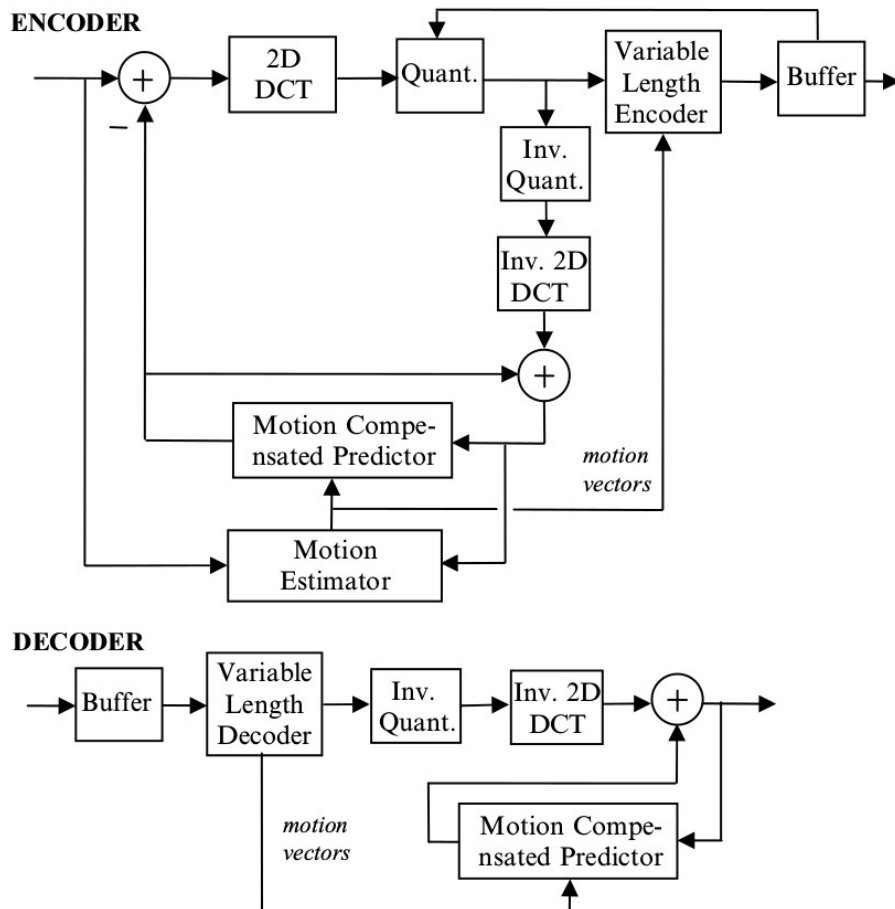 ENCODER
+
−
2D
DCT
Quant.
Variable
Length
Encoder
Buffer
Inv.
Quant.
Inv. 2D
DCT
+
Motion Compe-
nsated Predictor
motion
vectors
Motion
Estimator
DECODER
Buffer
Variable
Length
Decoder
Inv.
Quant.
Inv. 2D
DCT
+
motion
vectors
Motion Compe-
nsated Predictor